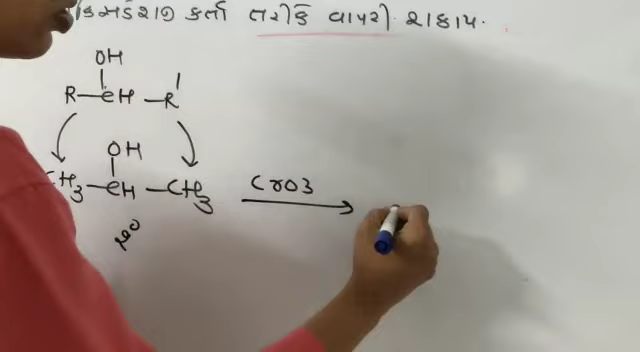 કર્તા તરીકે વાપરી શકાય.
OH
R—CH—R'
OH
CH3—CH—CH3 CrO3
2°